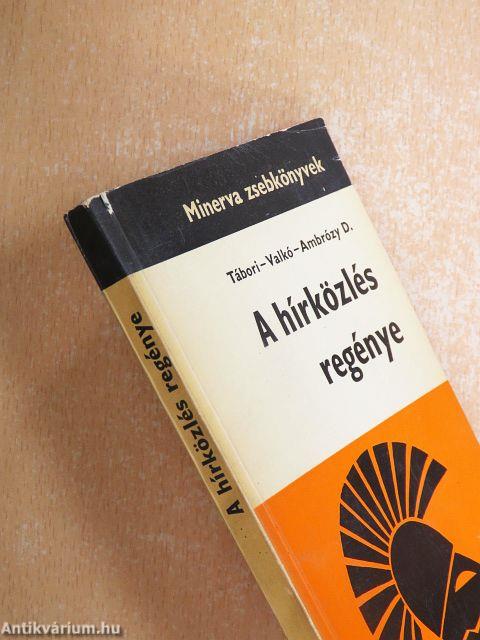 Minerva zsebkönyvek
Tábori–Valkó–Ambrózy D.
A hírközlés
regénye
A hírközlés regénye
Antikvárium.hu